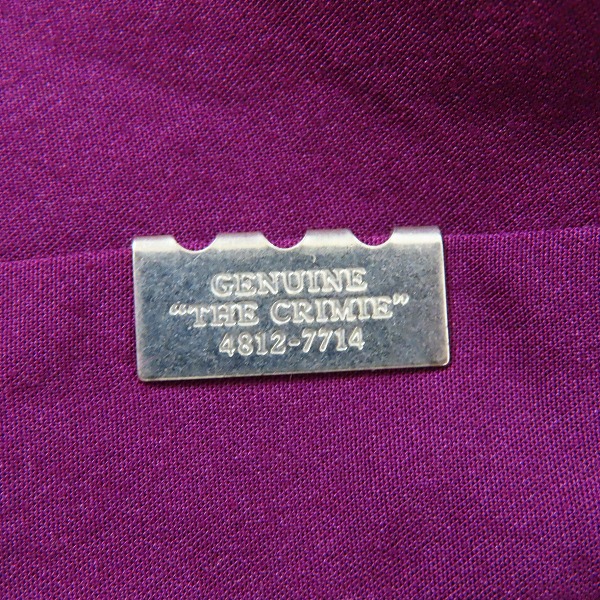 GENUINE
“THE CRIMIE”
4812-7714